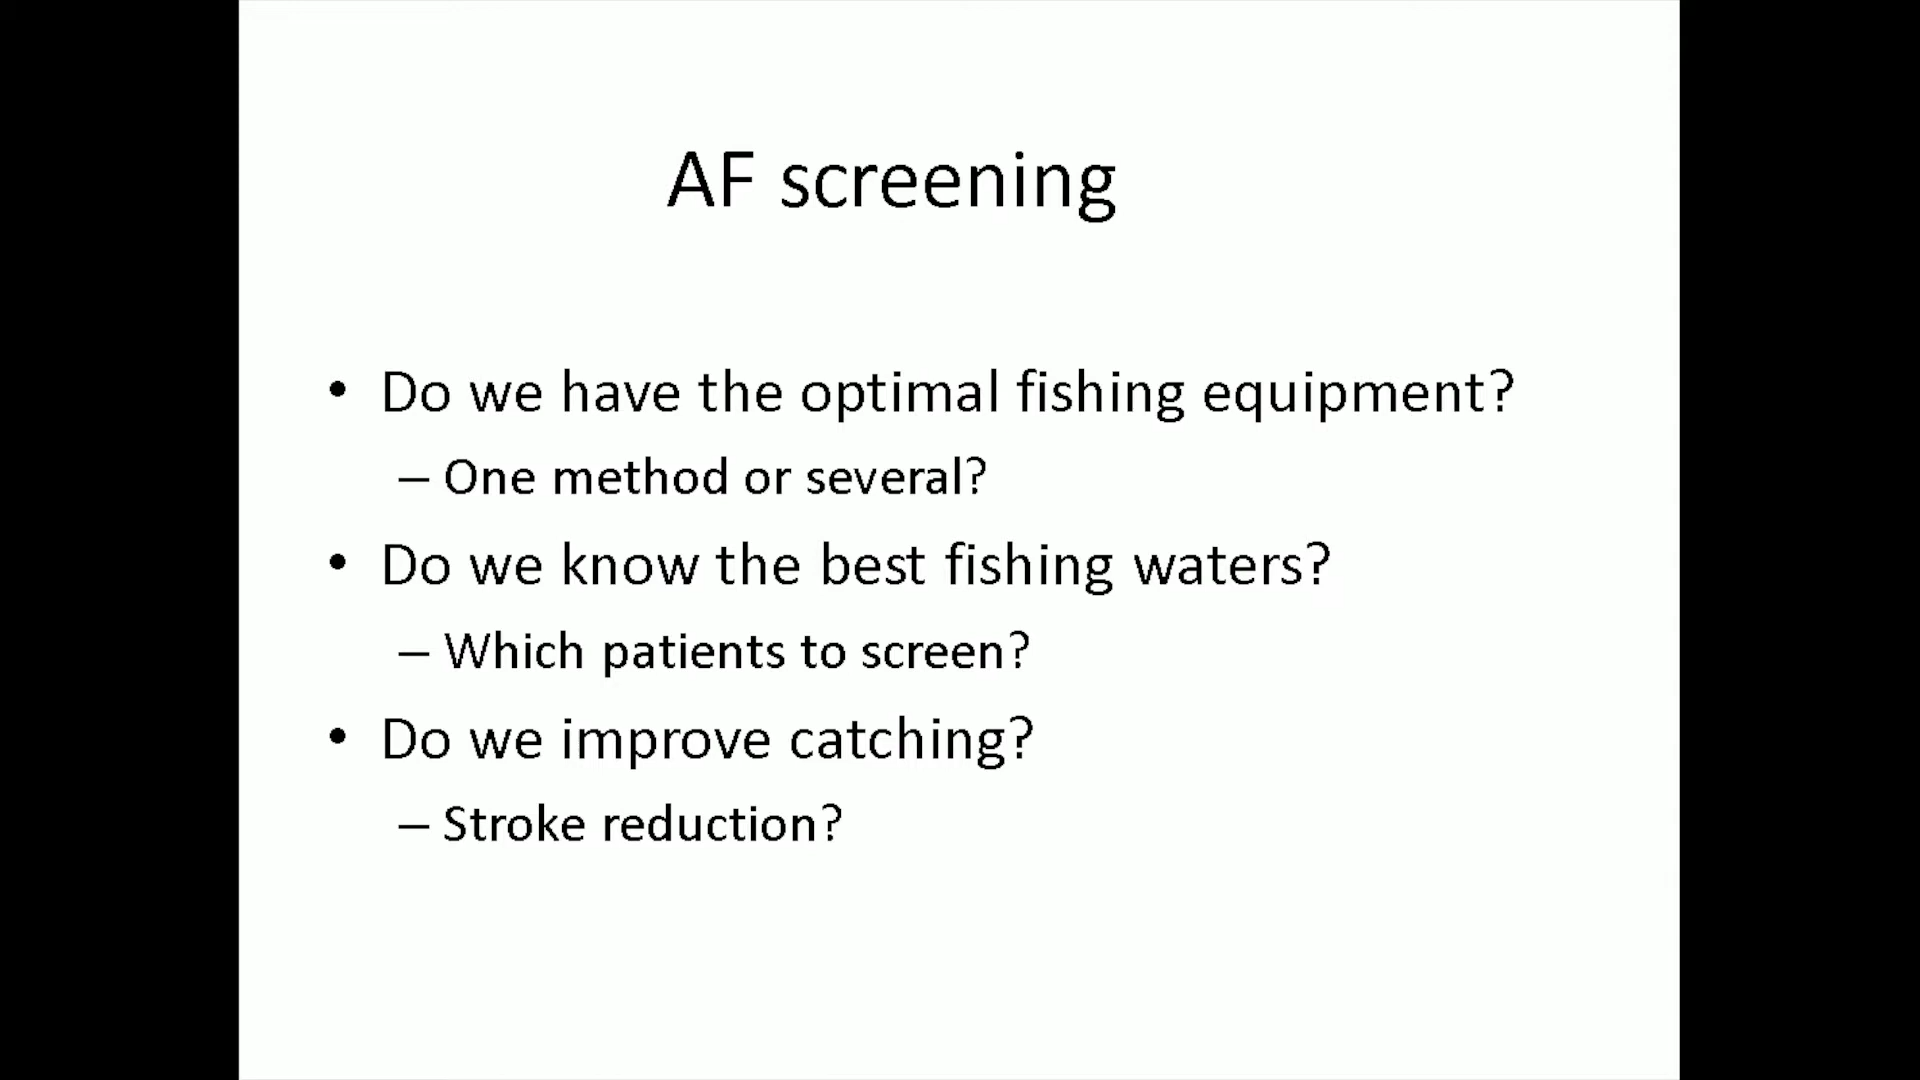 AF screening
• Do we have the optimal fishing equipment?
– One method or several?
• Do we know the best fishing waters?
– Which patients to screen?
• Do we improve catching?
– Stroke reduction?